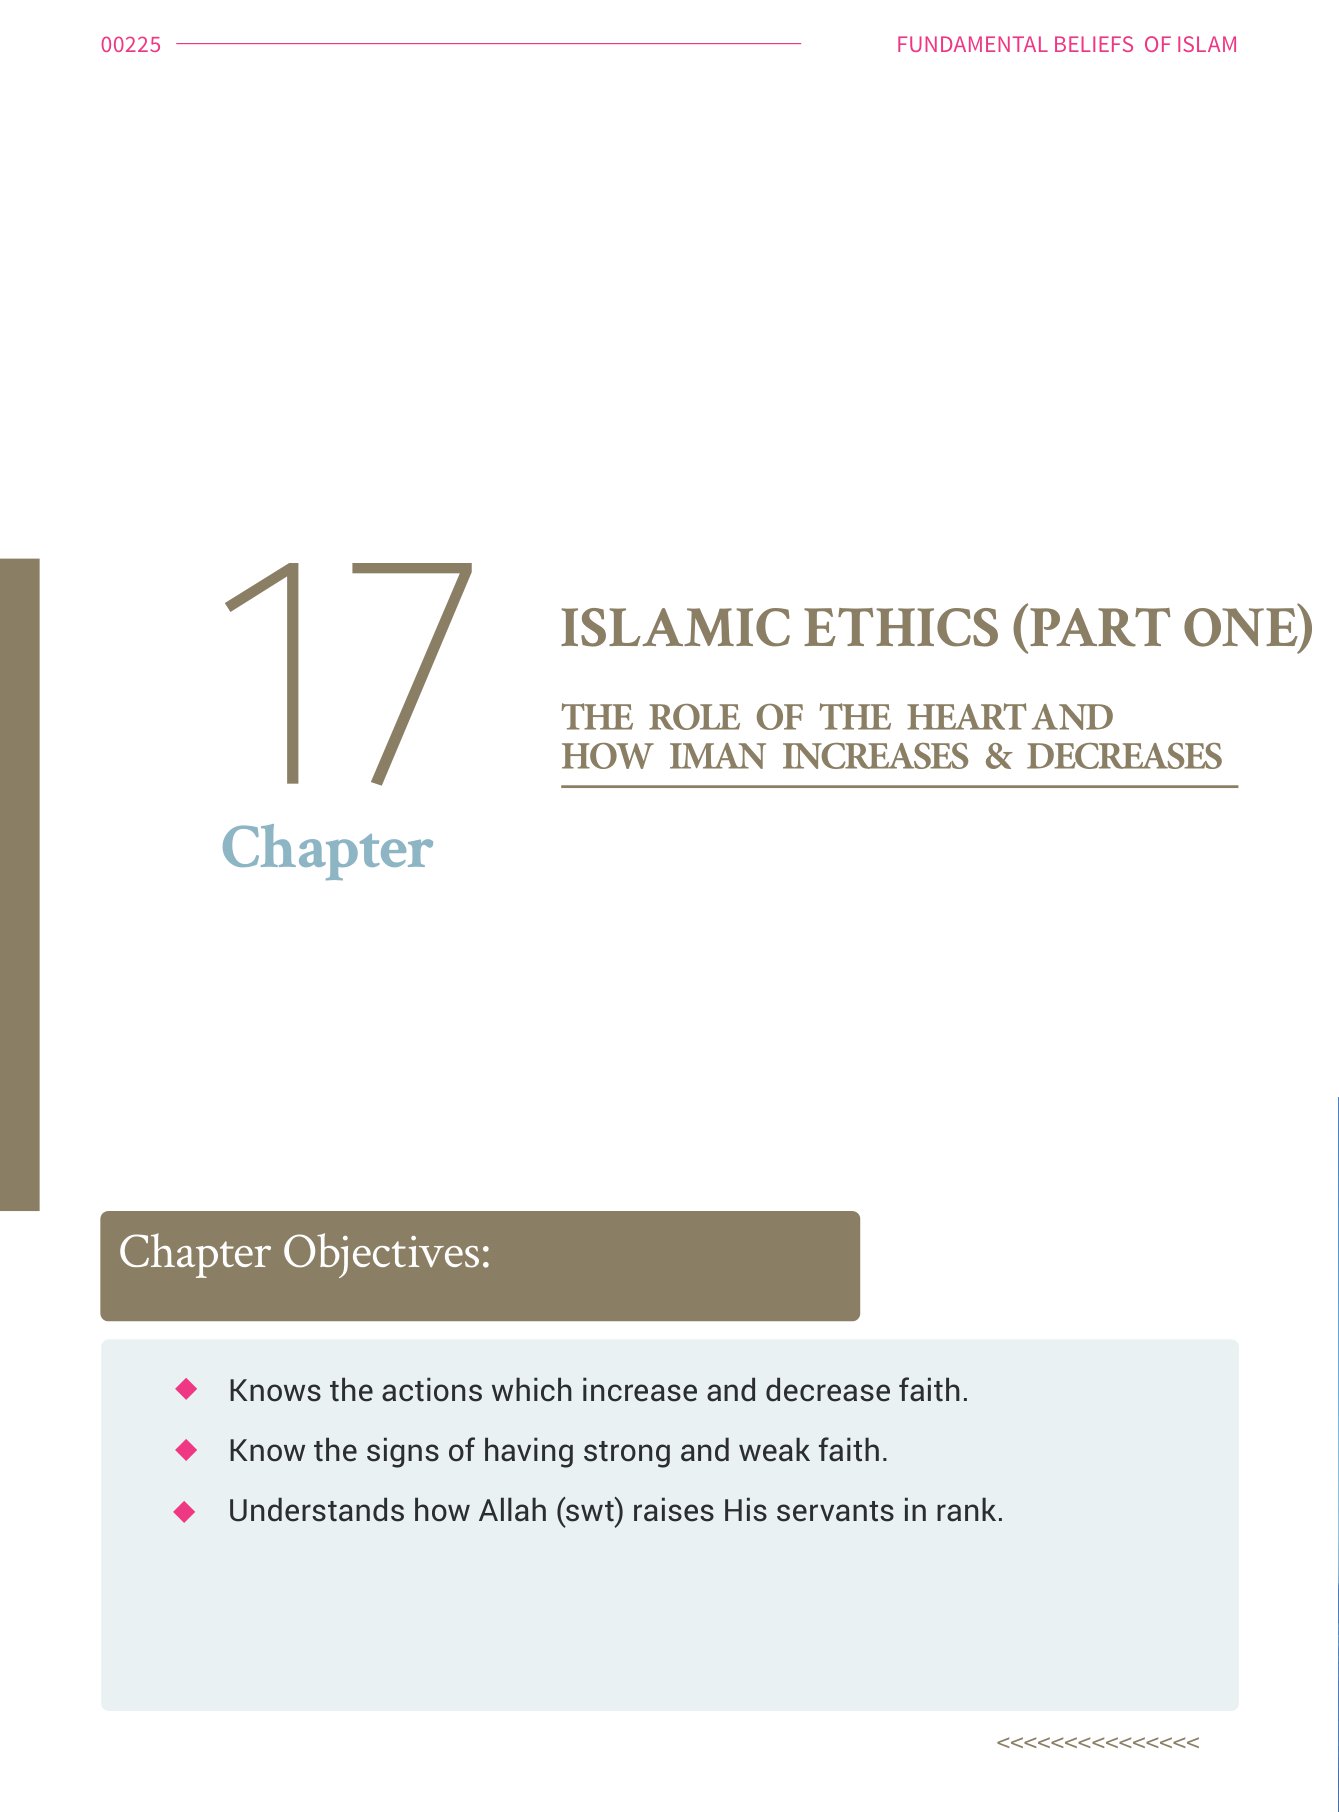 00225
FUNDAMENTAL BELIEFS OF ISLAM
17
Chapter
ISLAMIC ETHICS (PART ONE)
THE ROLE OF THE HEART AND
HOW IMAN INCREASES & DECREASES
Chapter Objectives:
Knows the actions which increase and decrease faith.
Know the signs of having strong and weak faith.
Understands how Allah (swt) raises His servants in rank.
<<<<<<<<<<<<<<<